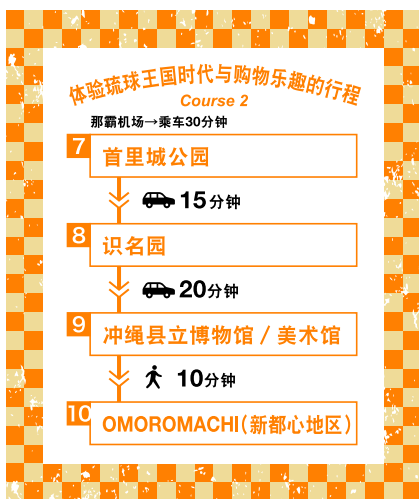 体验琉球王国时代与购物乐趣的行程
Course 2
那霸机场→乘车30分钟
7
首里城公园
15分钟
8
识名园
20分钟
9
冲绳县立博物馆/美术馆
10分钟
10
OMOROMACHI(新都心地区)